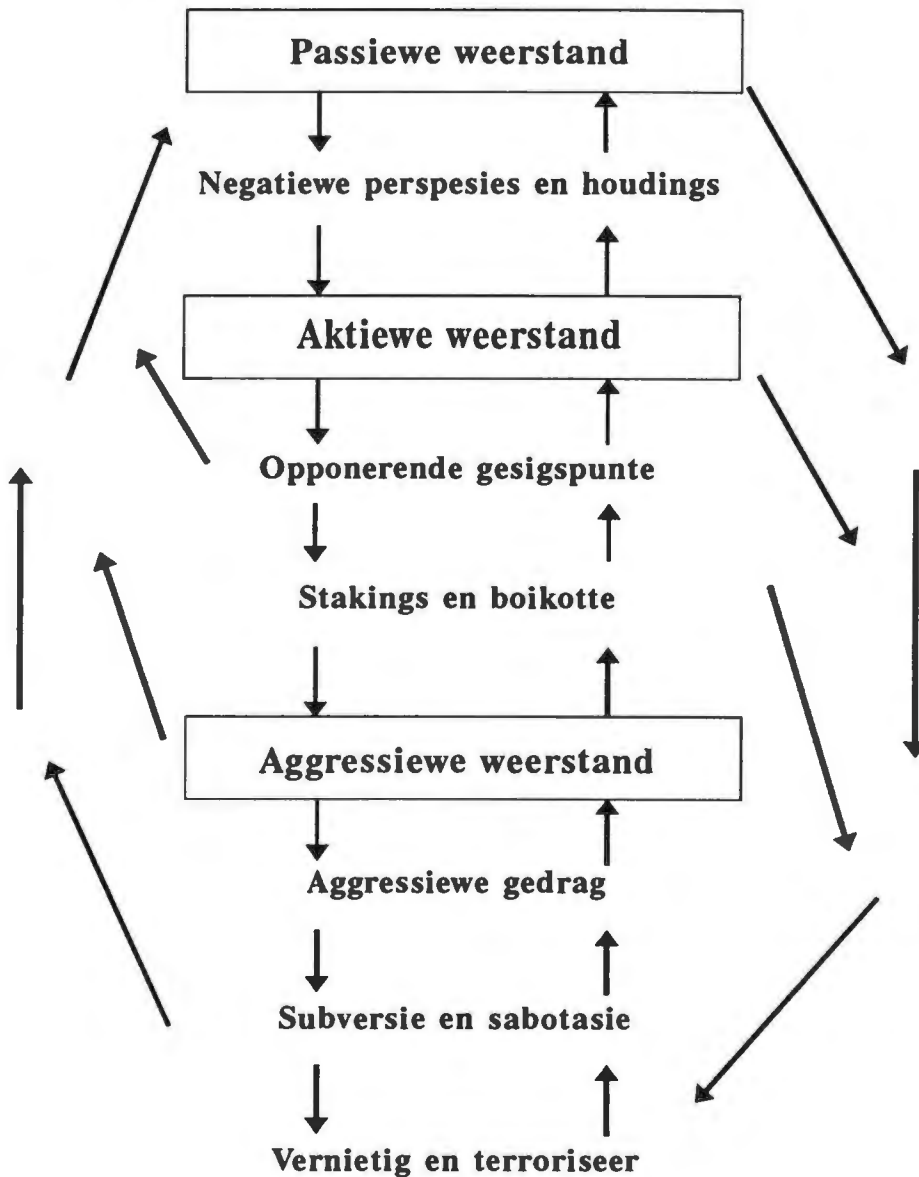 Passiewe weerstand
Negatiewe perspesies en houdings
Aktiewe weerstand
Opponerende gesigspunte
Stakings en boikotte
Aggressiewe weerstand
Aggressiewe gedrag
Subversie en sabotasie
Vernietig en terroriseer